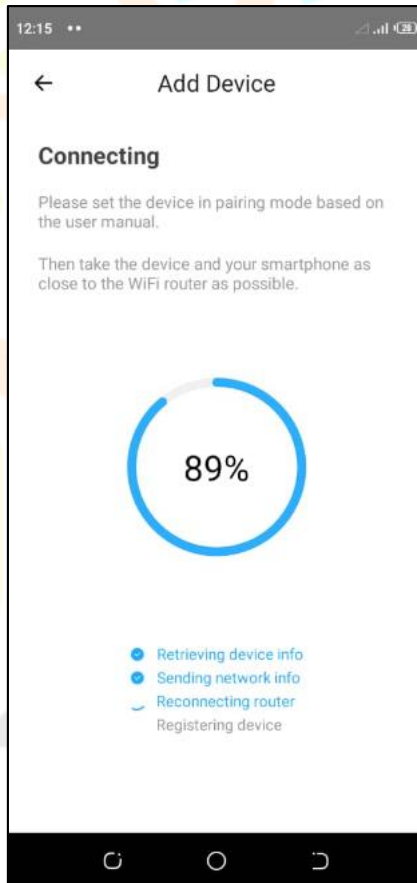 12:15
28
Add Device
Connecting
Please set the device in pairing mode based on
the user manual.
Then take the device and your smartphone as
close to the WiFi router as possible.
89%
Retrieving device info
Sending network info
Reconnecting router
Registering device